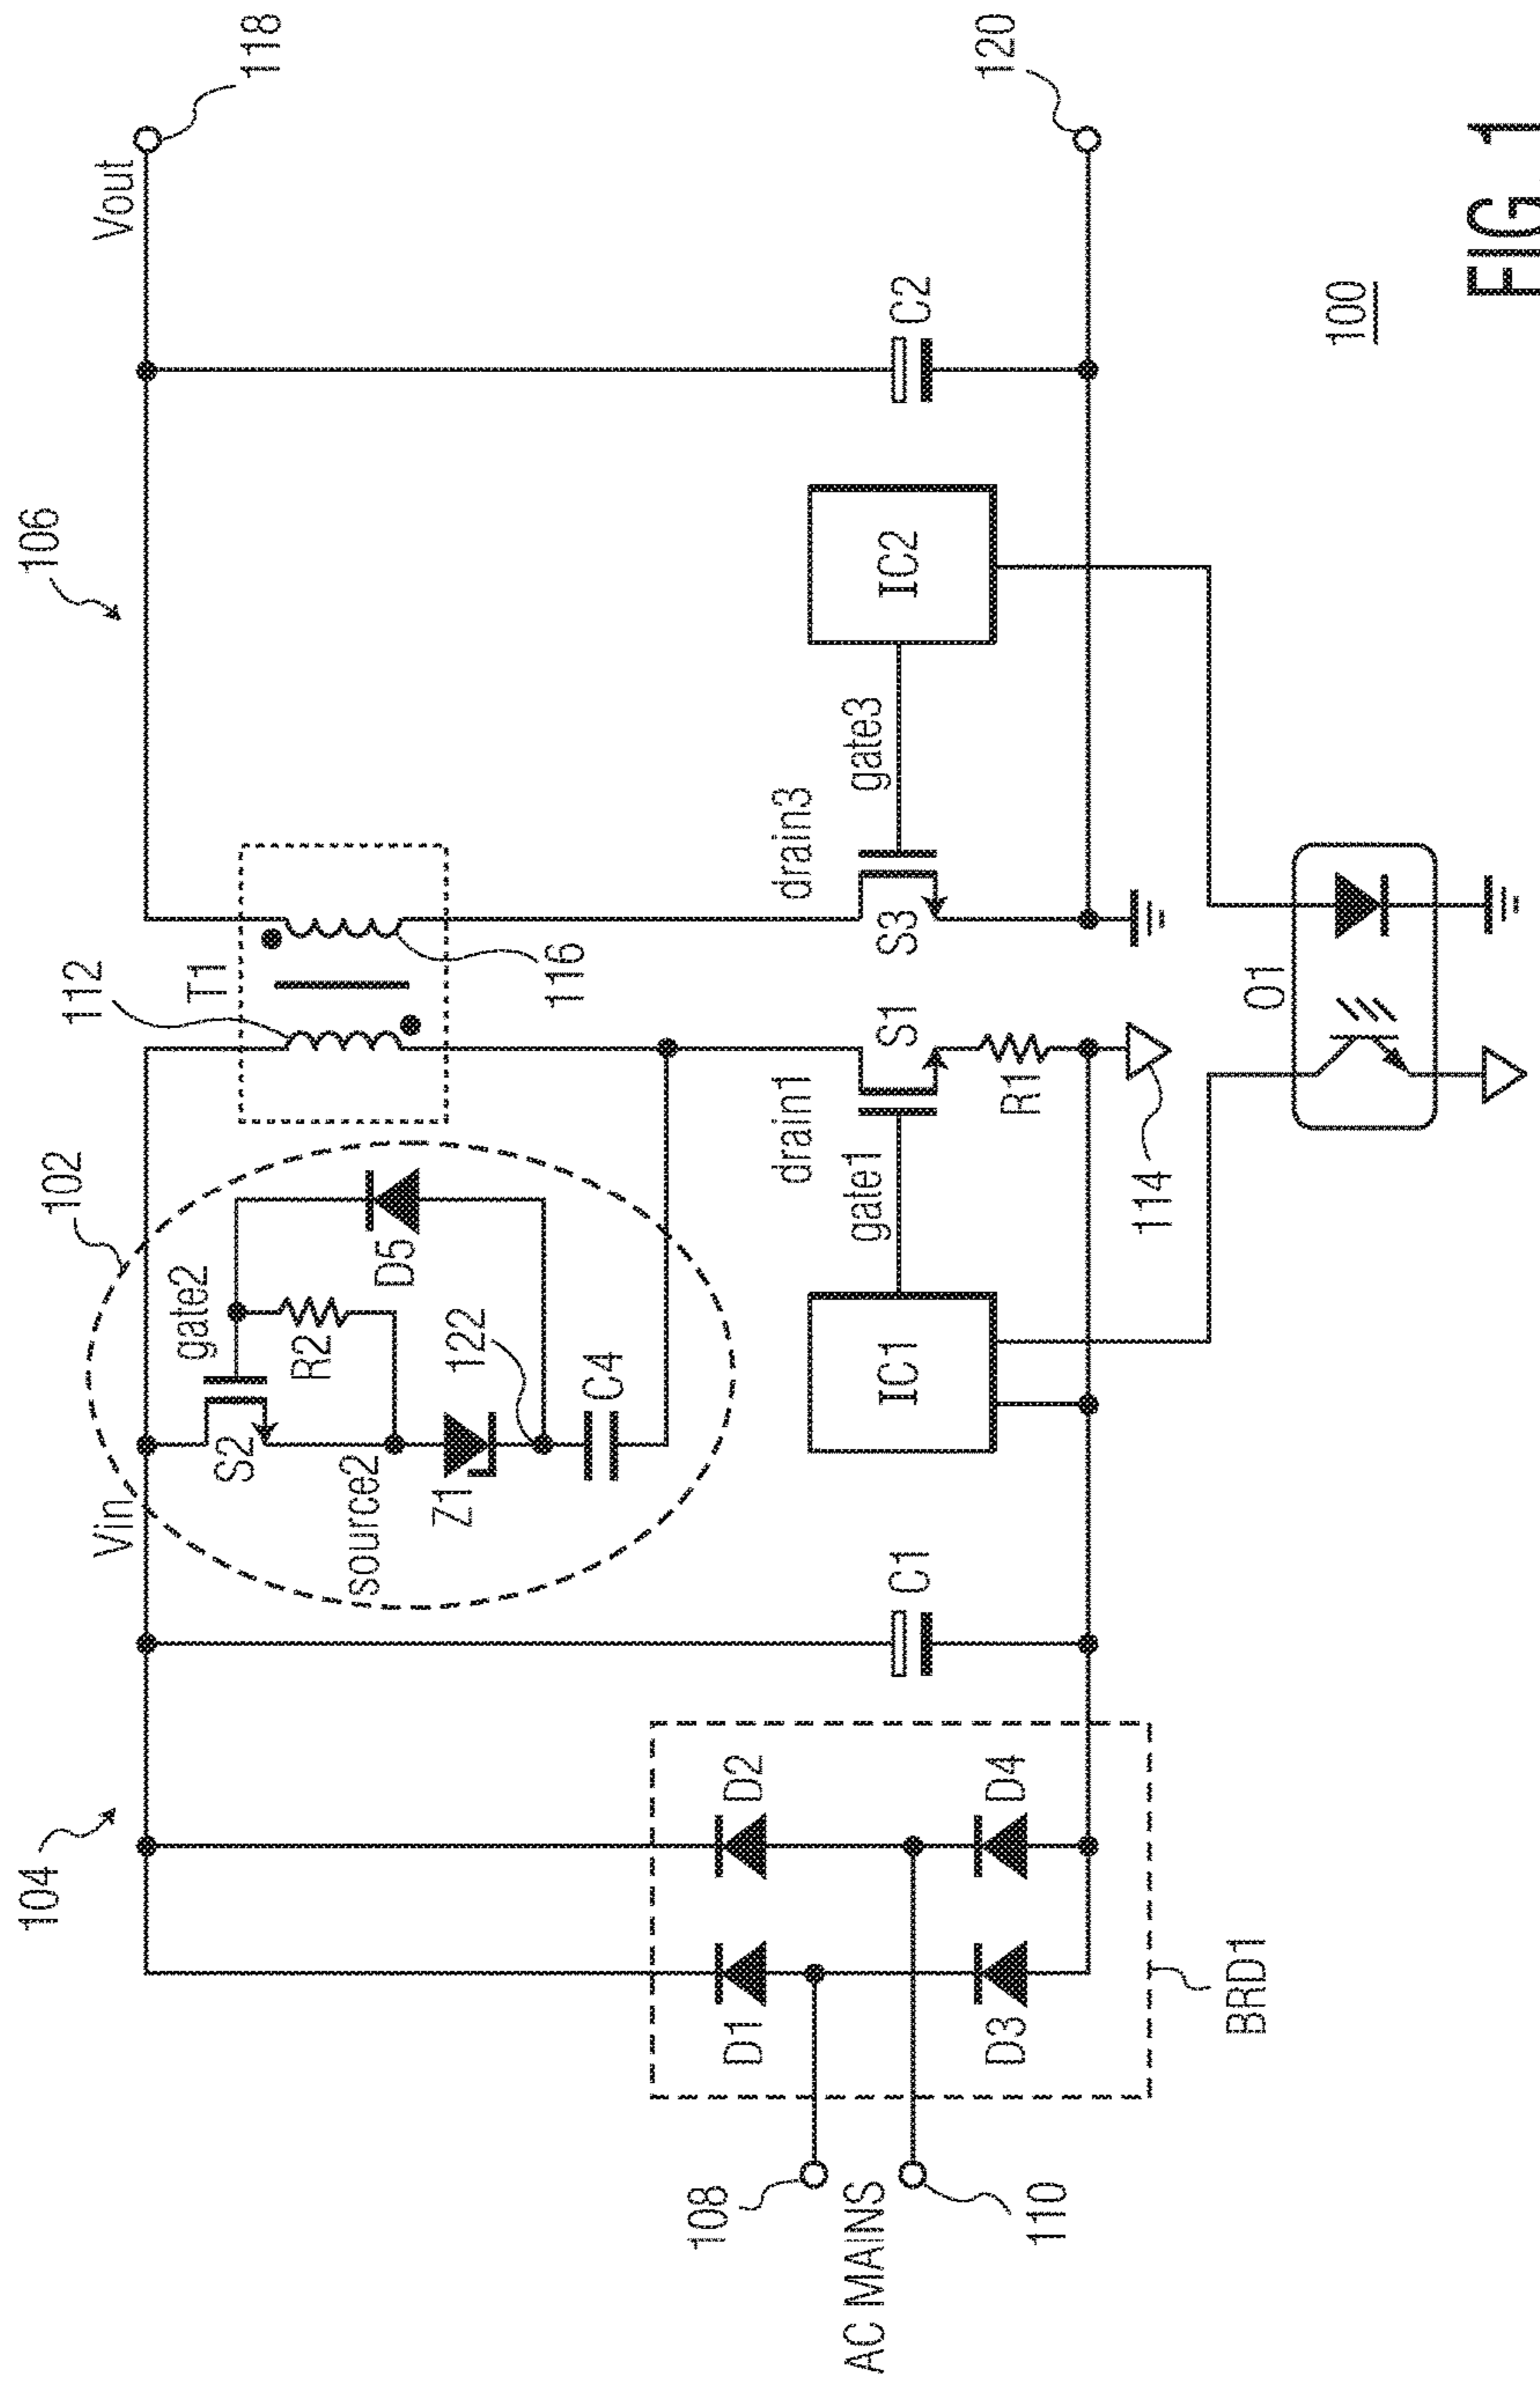 104
102
112
106
118
Vin
T1
Vout
gate2
S2
R2
D5
source2
Z1
122
C4
116
108
D1
D2
C1
drain1
drain3
AC MAINS
gate1
gate3
IC1
S1
S3
IC2
C2
110
D3
D4
R1
120
114
BRD1
O1
100
FIG. 1